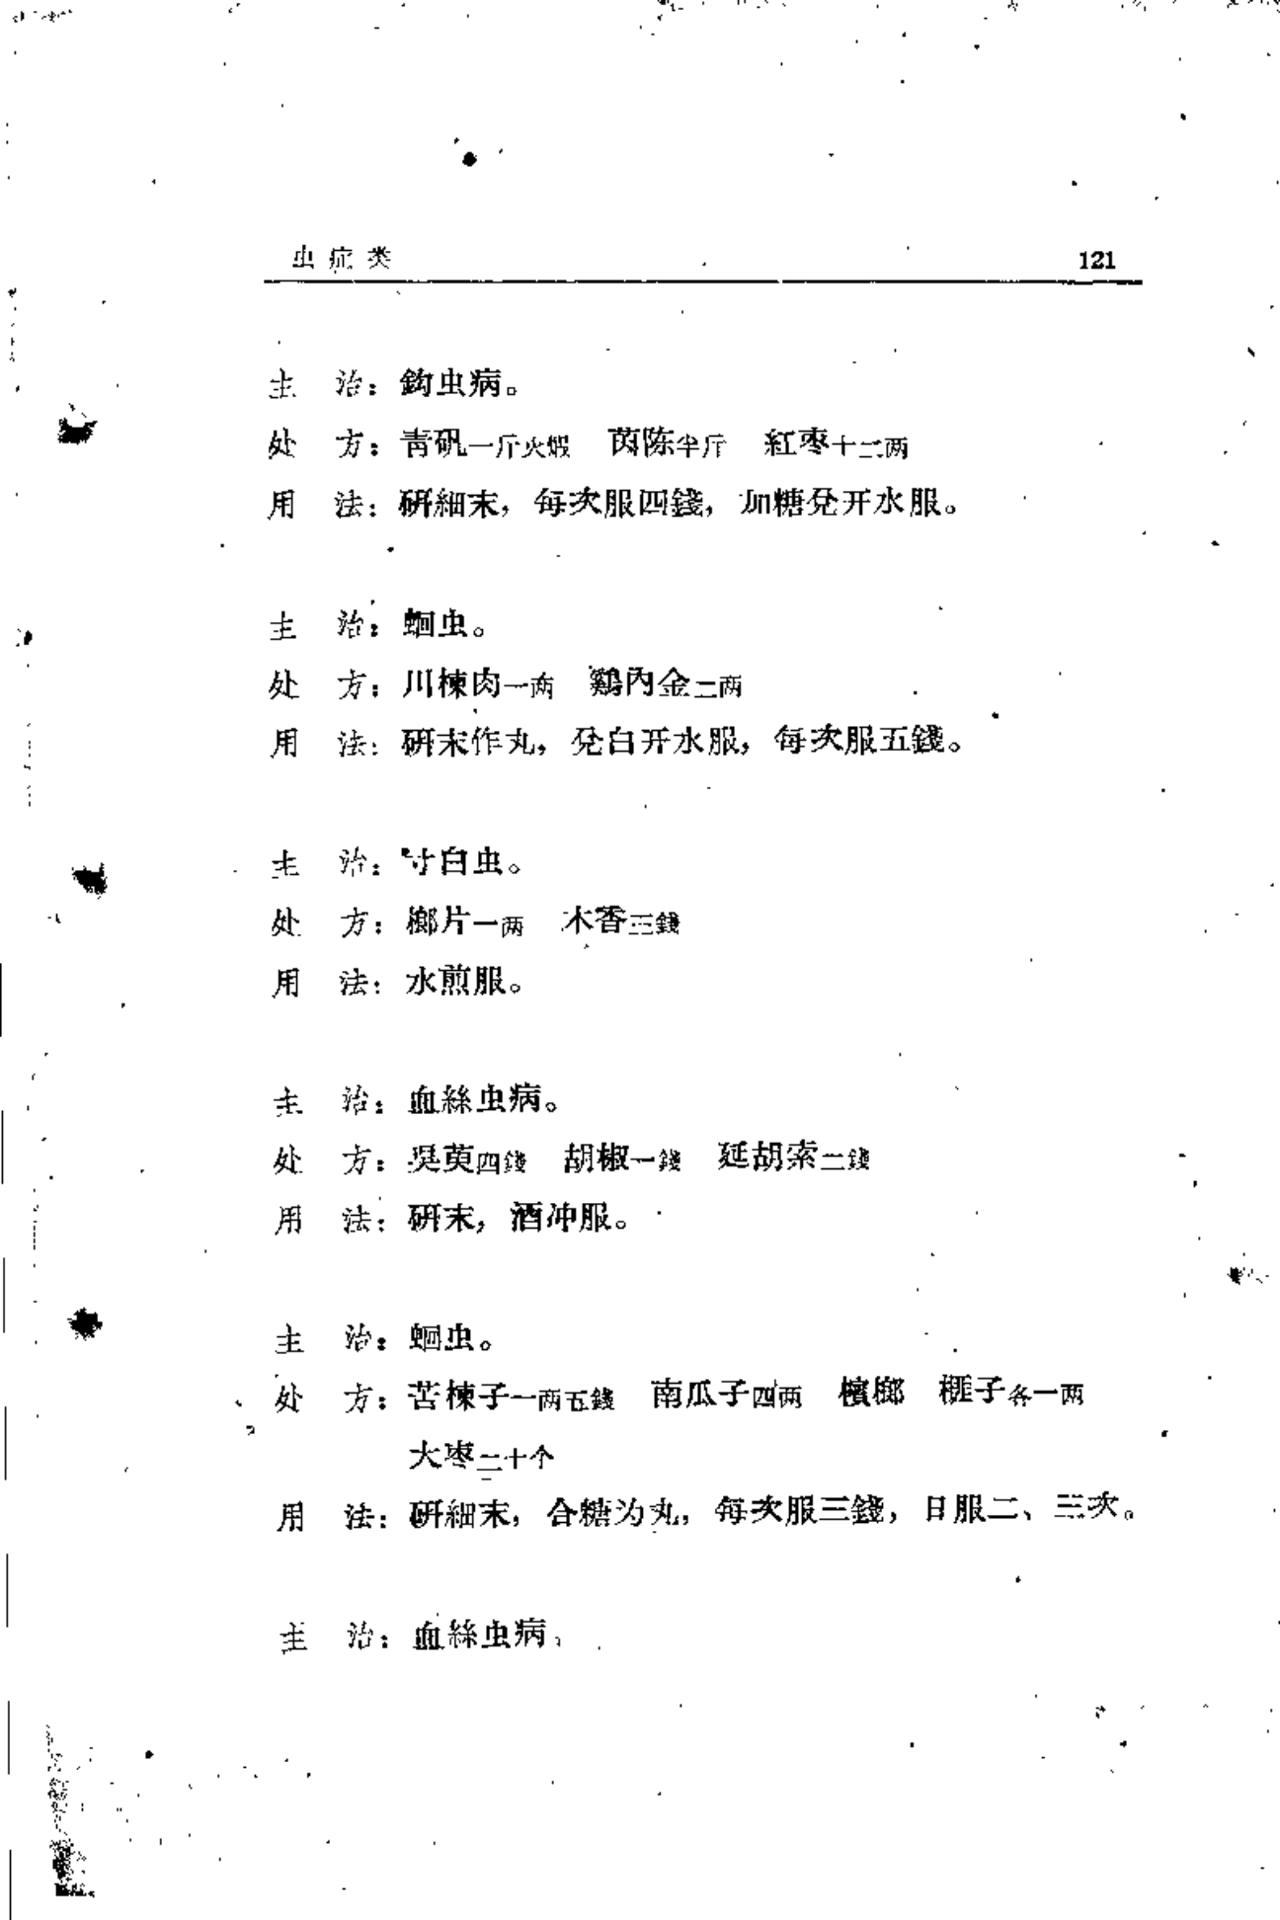 虫症类 121
主 治：鈎虫病。
处 方：青矾一斤火煅 茵陈半斤 紅枣十二两
用 法：研細末，每次服四錢，加糖兌开水服。
主 治：蛔虫。
处 方：川楝肉一两 鷄內金二两
用 法：研末作丸，兌白开水服，每次服五錢。
主 治：寸白虫。
处 方：榔片一两 木香三錢
用 法：水煎服。
主 治：血絲虫病。
处 方：吳萸四錢 胡椒一錢 延胡索二錢
用 法：研末，酒冲服。
主 治：蛔虫。
处 方：苦楝子一两五錢 南瓜子四两 檳榔 榧子各一两
大枣二十个
用 法：研細末，合糖为丸，每次服三錢，日服二、三次。
主 治：血絲虫病。